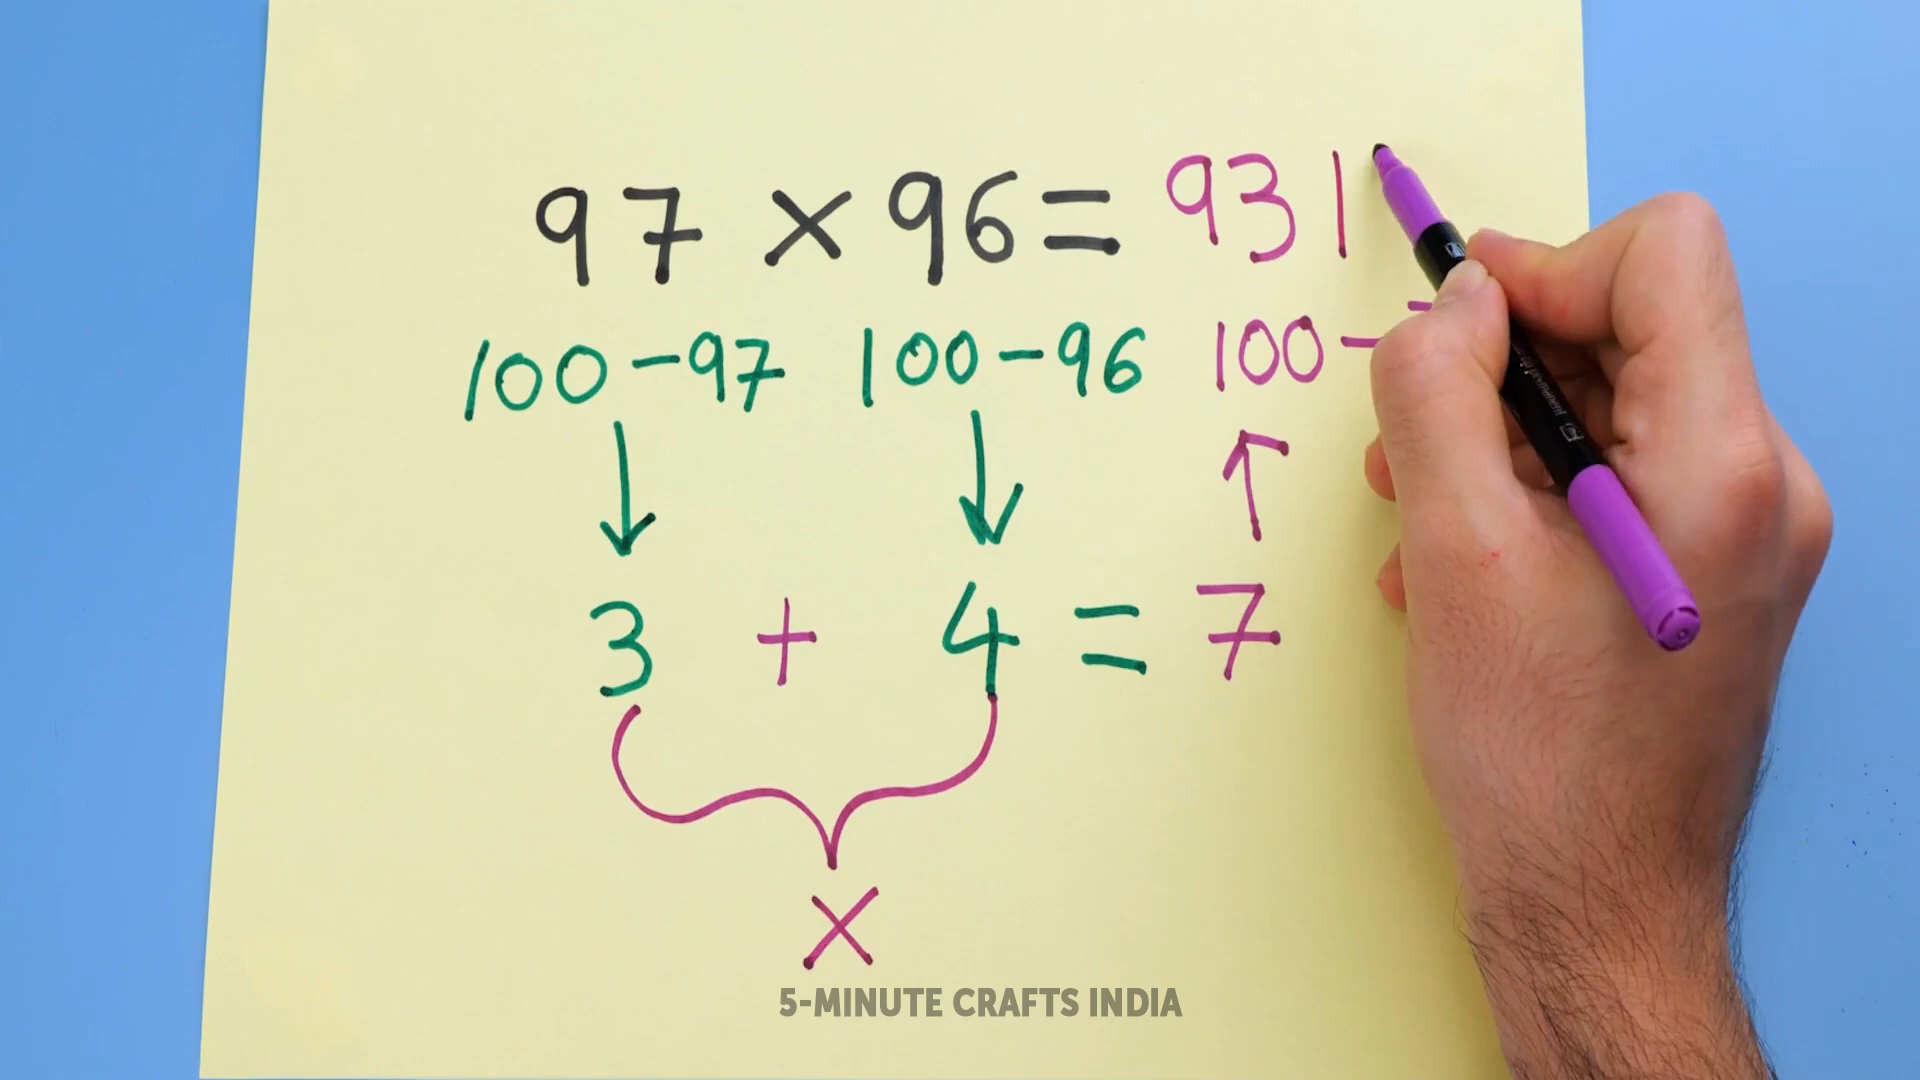 97 × 96 = 931
100-97 100-96 100-
3 + 4 = 7
×
5-MINUTE CRAFTS INDIA